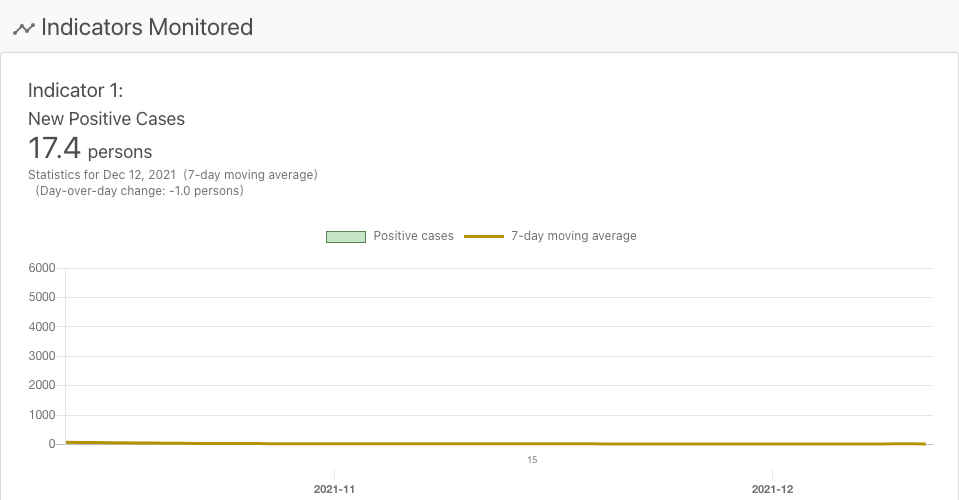 Indicators Monitored
Indicator 1:
New Positive Cases
17.4 persons
Statistics for Dec 12, 2021 (7-day moving average)
(Day-over-day change: -1.0 persons)
Positive cases 7-day moving average
6000
5000
4000
3000
2000
1000
0
15
2021-11 2021-12